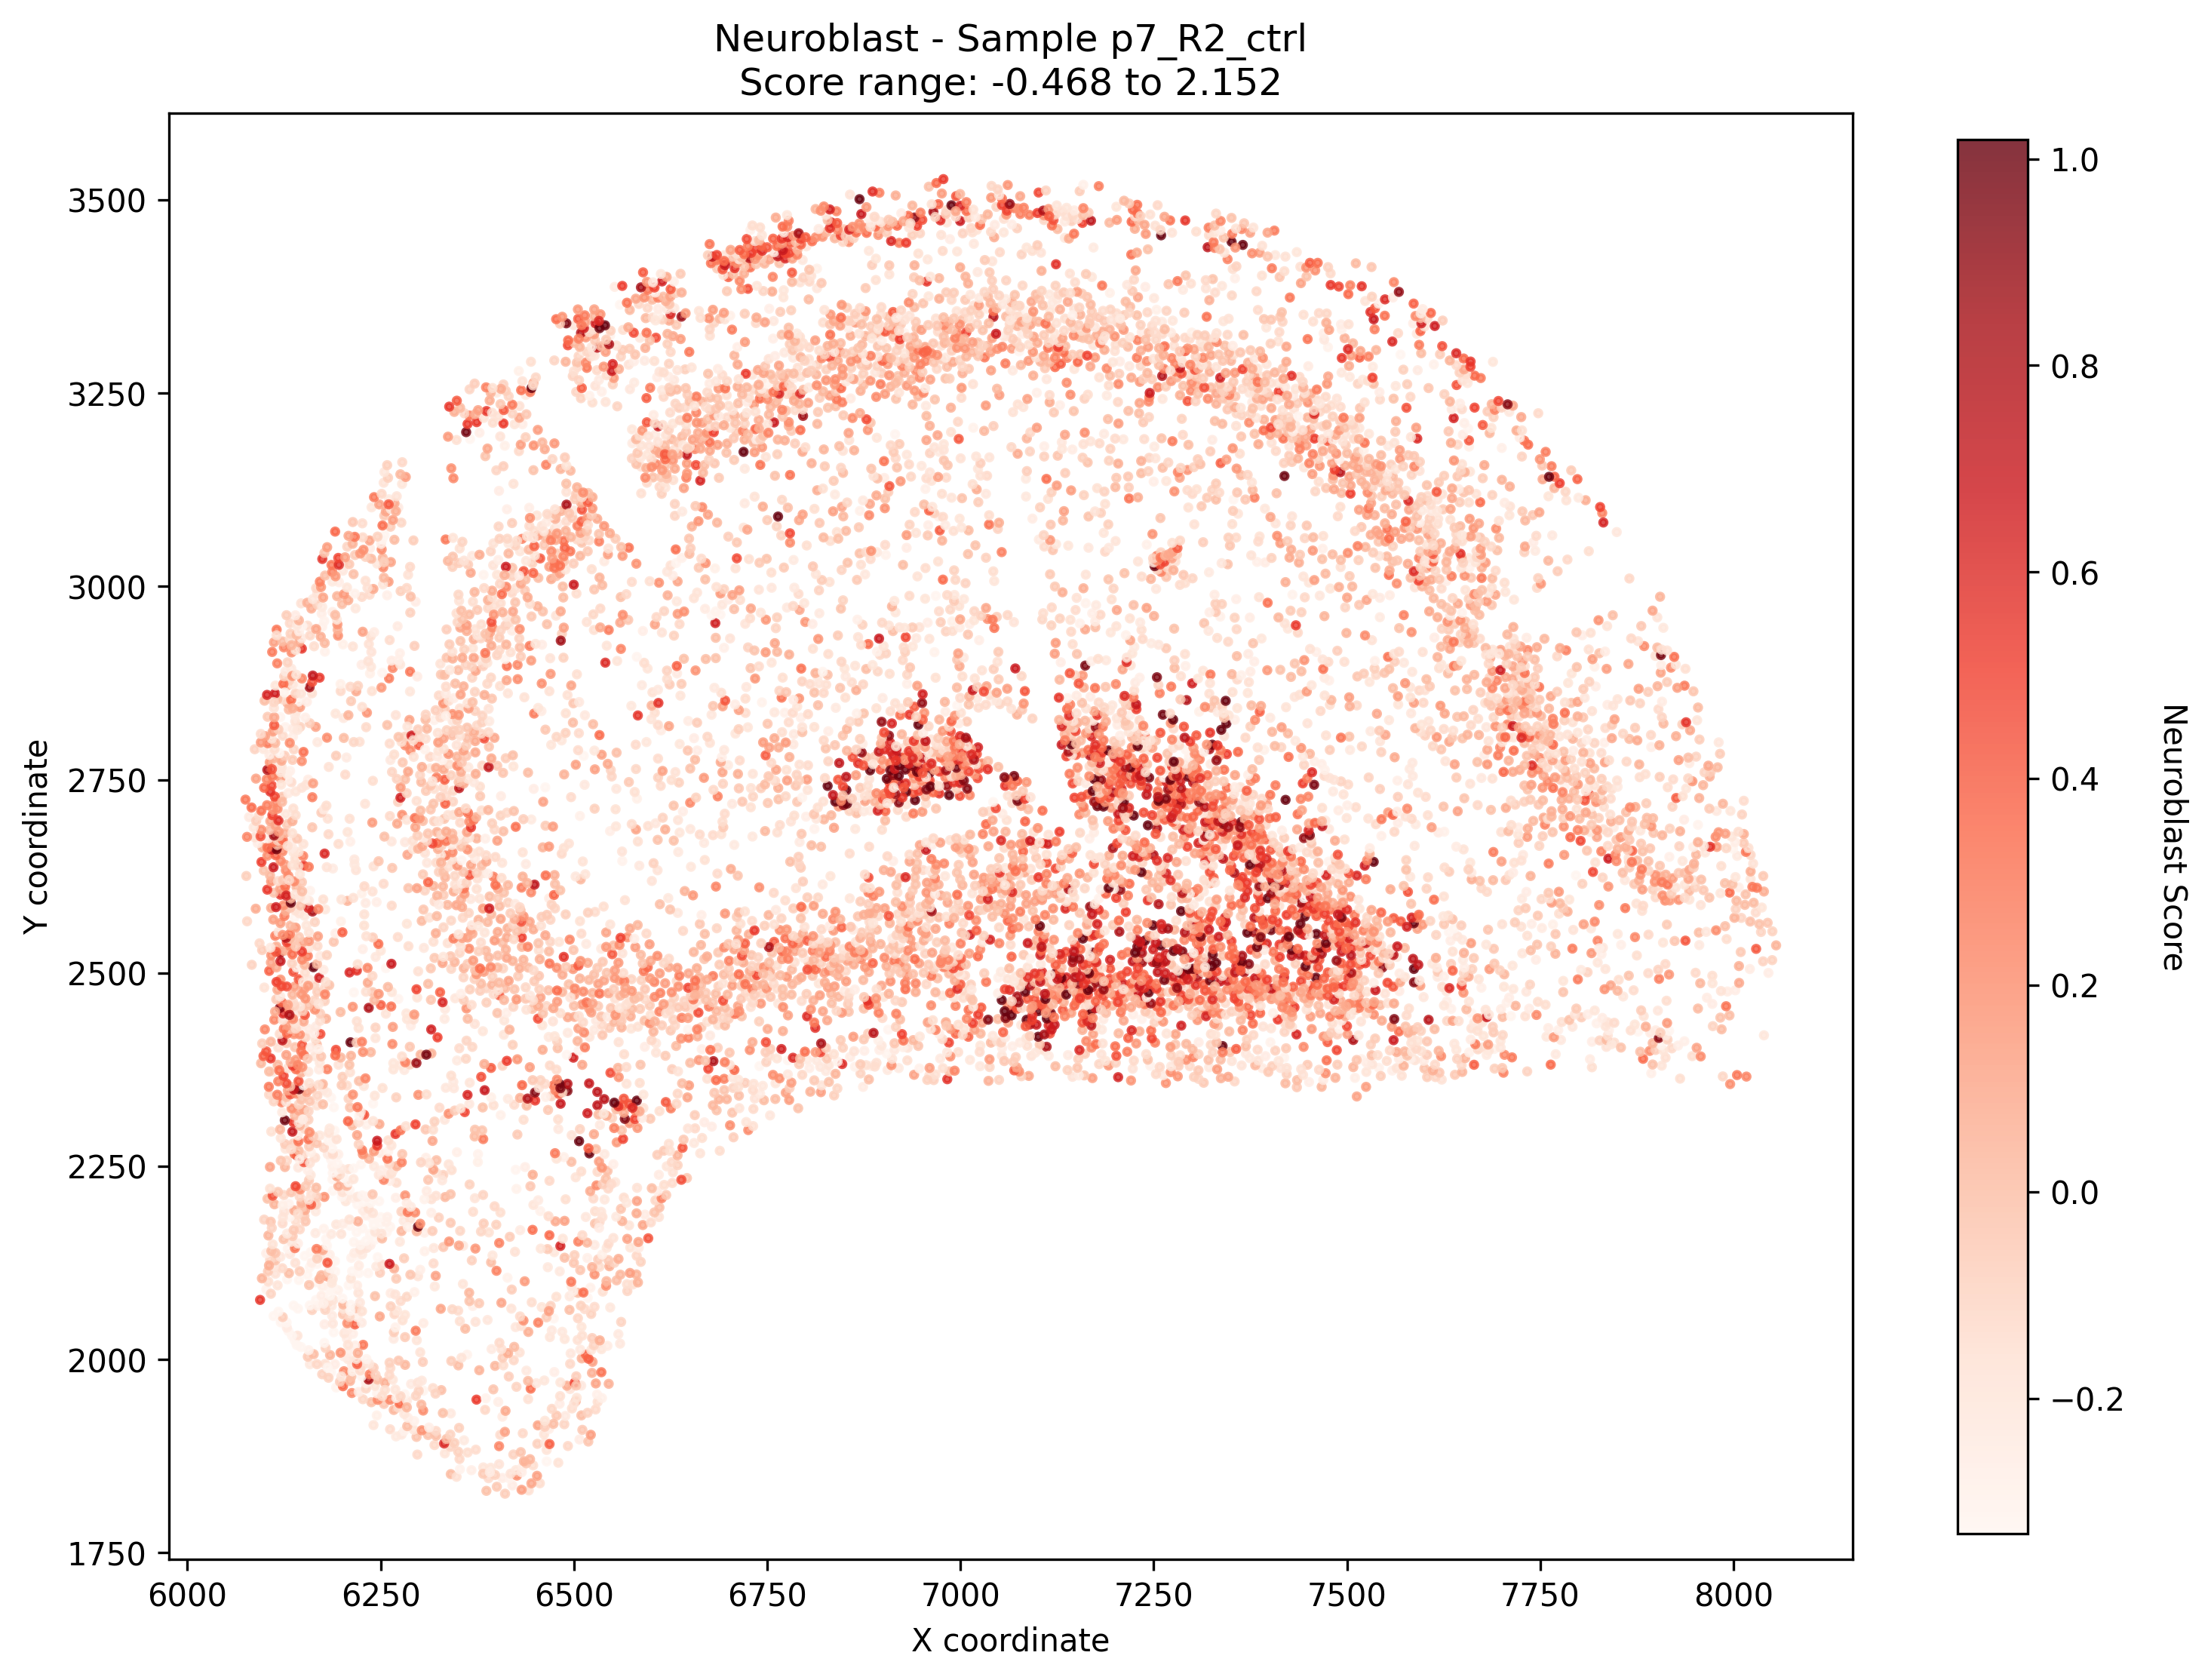 Neuroblast - Sample p7_R2_ctrl
Score range: -0.468 to 2.152
Y coordinate
3500
3250
3000
2750
2500
2250
2000
1750
6000 6250 6500 6750 7000 7250 7500 7750 8000
X coordinate
1.0
0.8
0.6
0.4
0.2
0.0
−0.2
Neuroblast Score